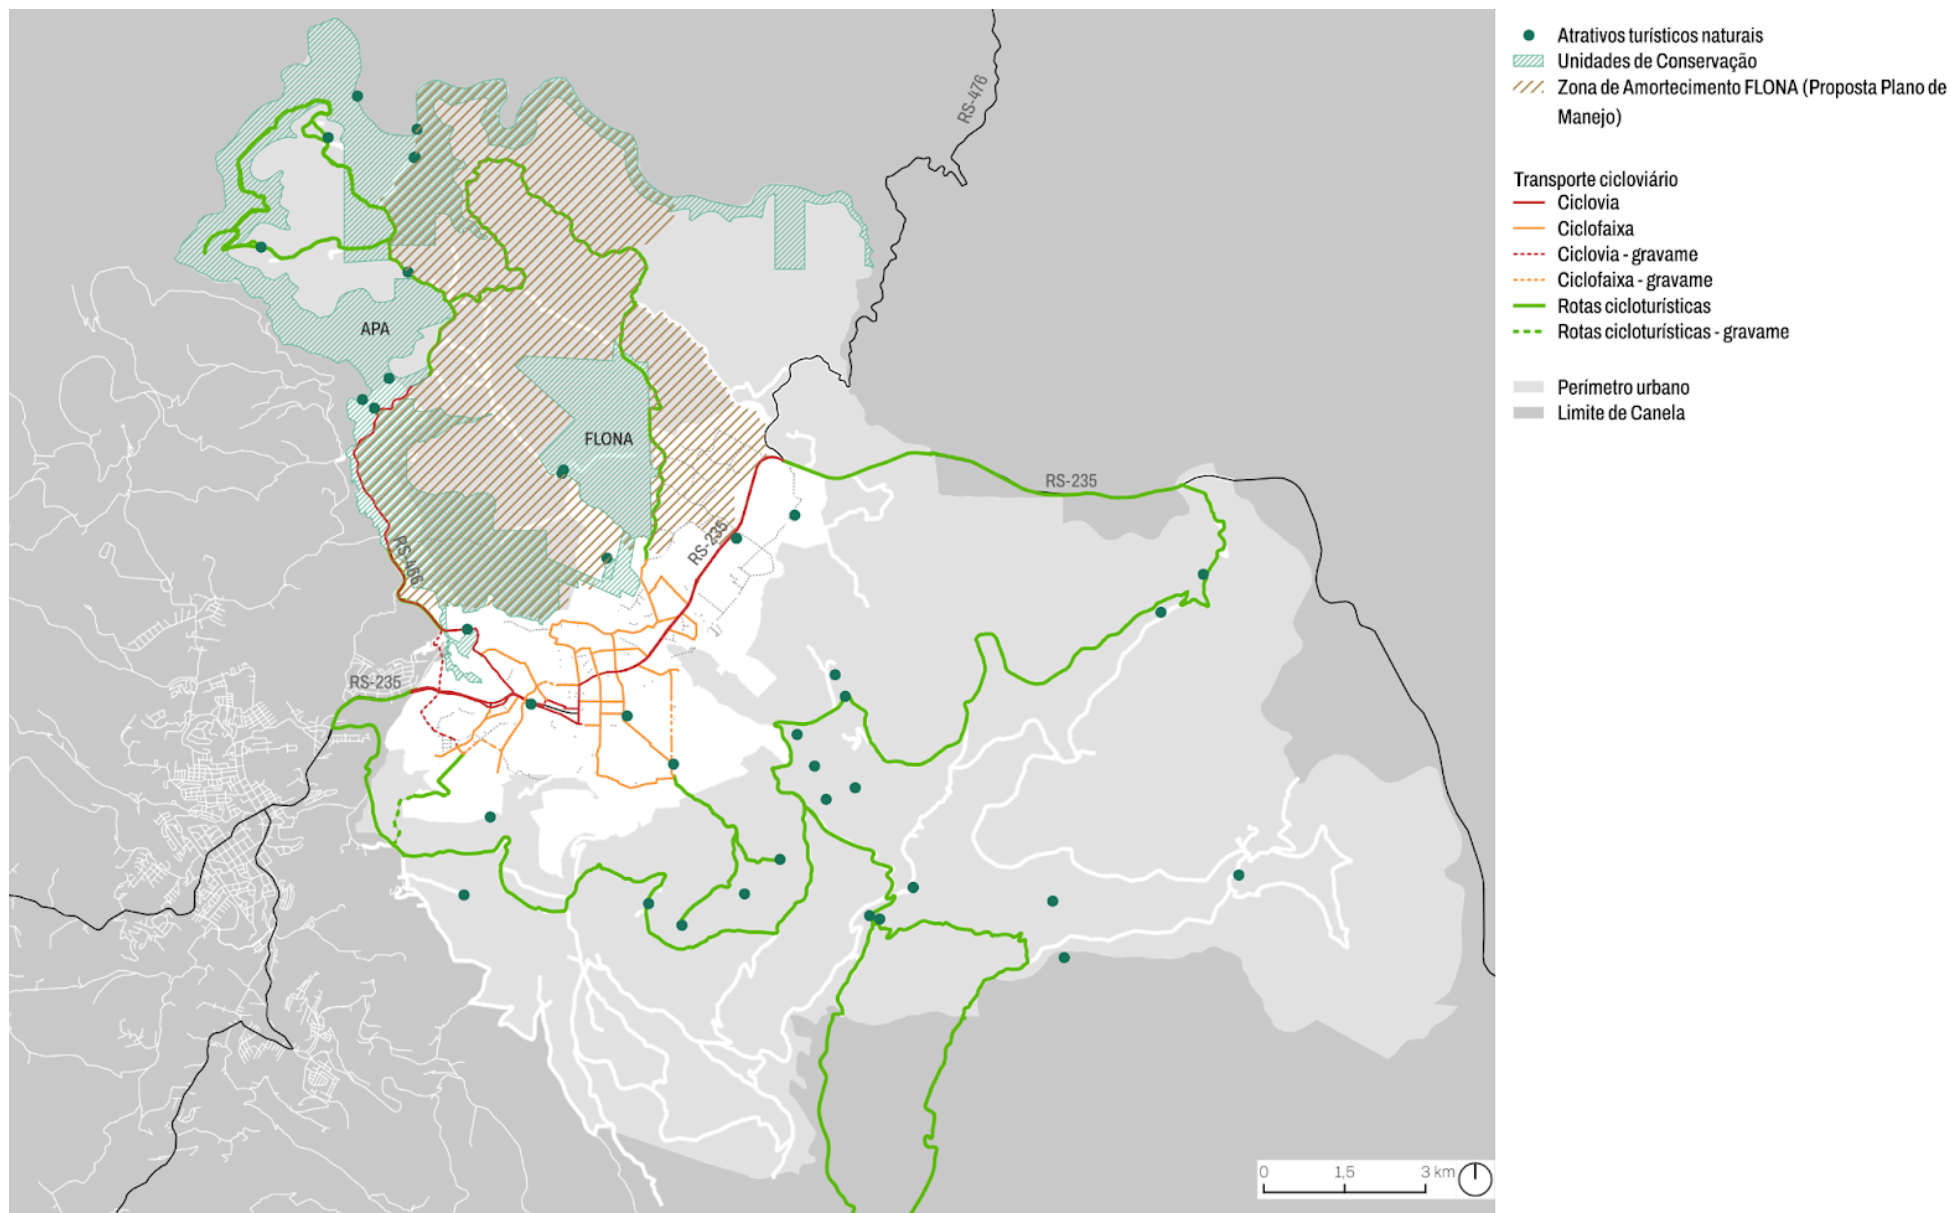 Atrativos turísticos naturais
Unidades de Conservação
Zona de Amortecimento FLONA (Proposta Plano de
Manejo)
Transporte cicloviário
Ciclovia
Ciclofaixa
Ciclovia - gravame
Ciclofaixa - gravame
Rotas cicloturísticas
Rotas cicloturísticas - gravame
Perímetro urbano
Limite de Canela
RS-476
APA
FLONA
RS-235
RS-235
RS-466
RS-235
0 1,5 3 km